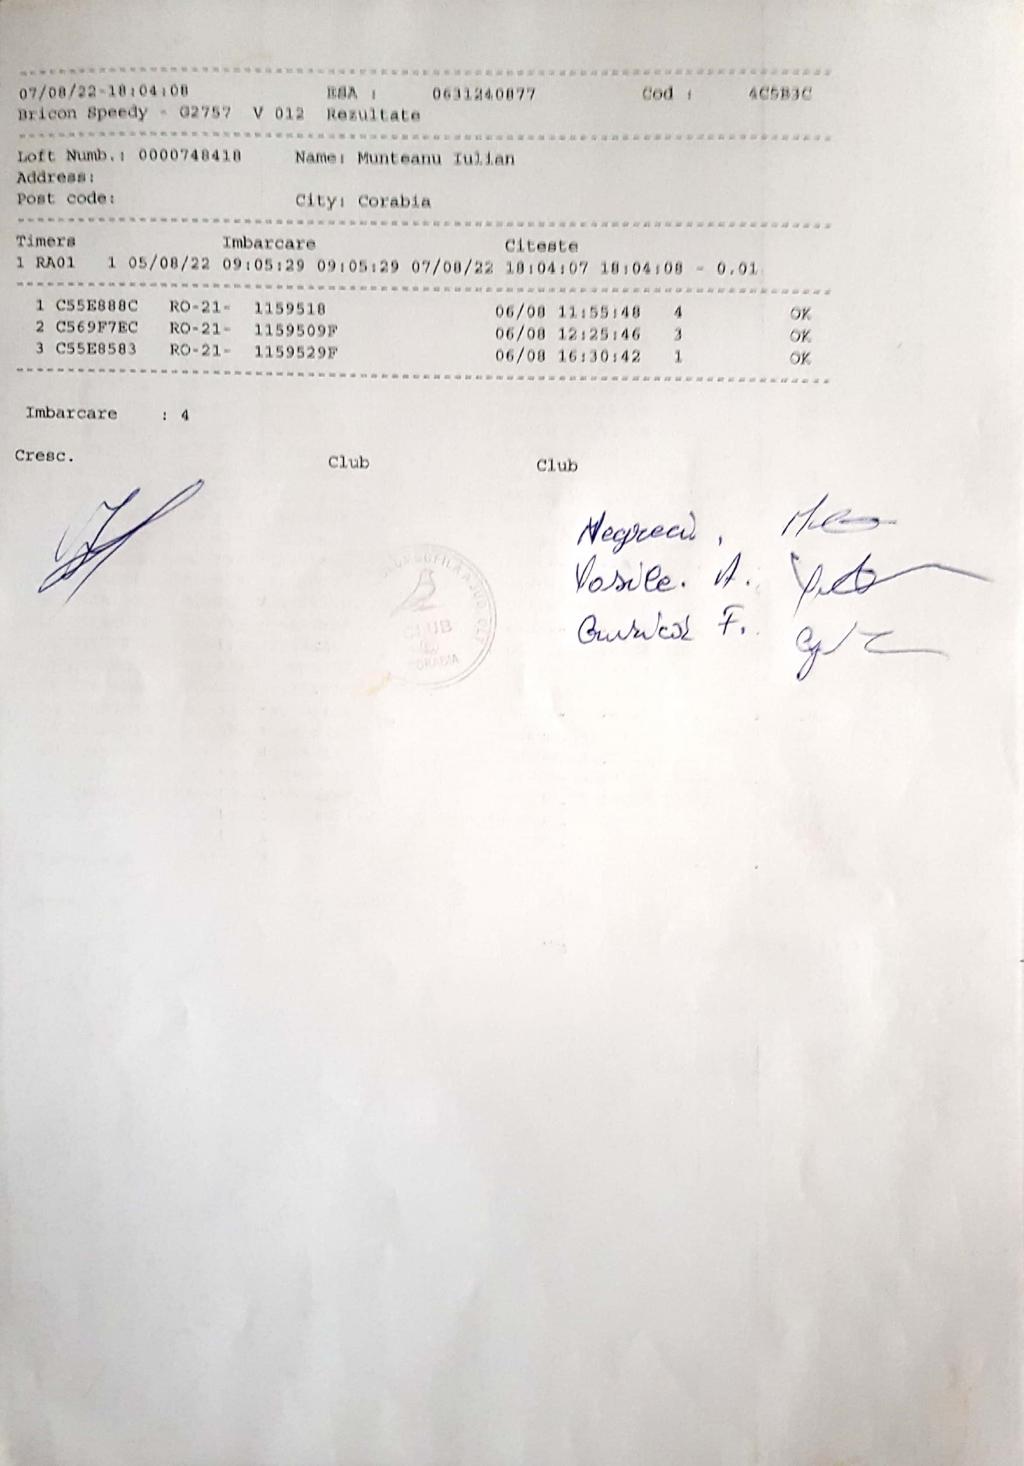 07/08/22-18:04:08 BSA : 0631240877 Cod : 4C5B3C
Bricon Speedy - G2757 V 012 Rezultate
Loft Numb.: 0000748418 Name: Munteanu Iulian
Address:
Post code: City: Corabia
Timers Imbarcare Citeste
1 RA01 1 05/08/22 09:05:29 09:05:29 07/08/22 18:04:07 18:04:08 - 0.01
1 C55E888C RO-21- 1159518 06/08 11:55:48 4 OK
2 C569F7EC RO-21- 1159509F 06/08 12:25:46 3 OK
3 C55E8583 RO-21- 1159529F 06/08 16:30:42 1 OK
Imbarcare : 4
Cresc. Club Club
Vasile. A.
F.
CLUB
CORABIA